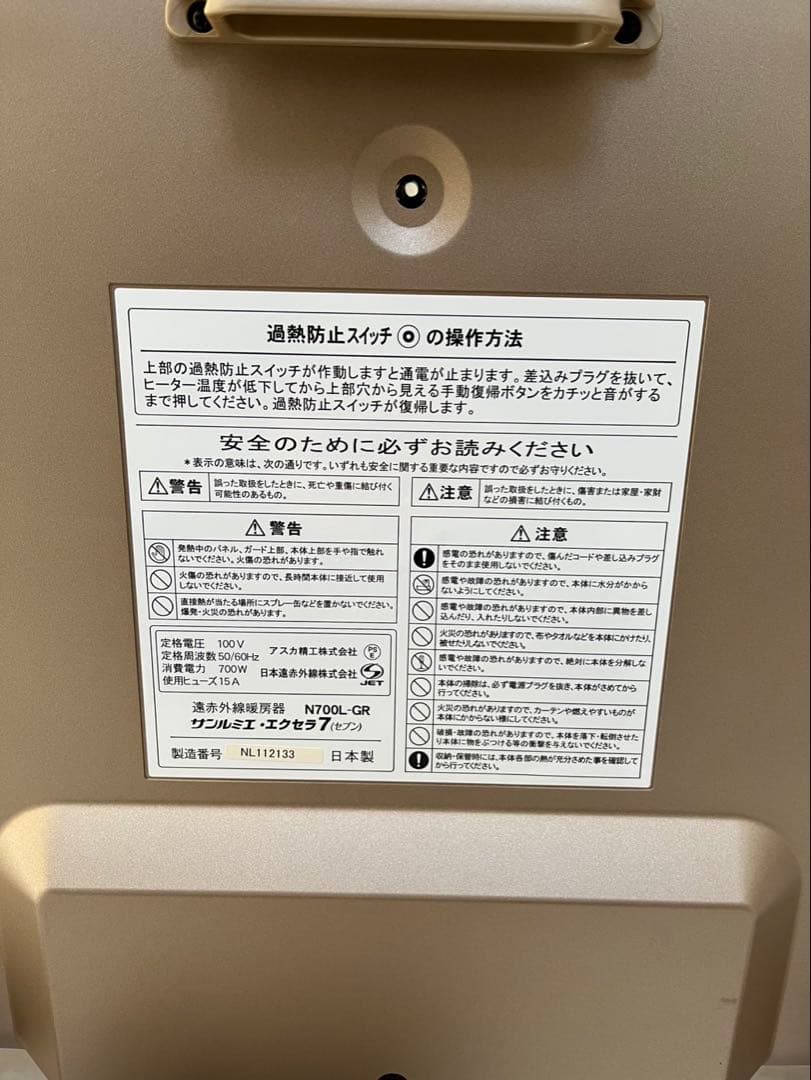 過熱防止スイッチ◎の操作方法
上部の過熱防止スイッチが作動しますと通電が止まります。差込みプラグを抜いて、
ヒーター温度が低下してから上部穴から見える手動復帰ボタンをカチッと音がする
まで押してください。過熱防止スイッチが復帰します。
安全のために必ずお読みください
*表示の意味は、次の通りです。いずれも安全に関する重要な内容ですので必ずお守りください。
⚠警告
誤った取扱をしたときに、死亡や重傷に結び付く
可能性のあるもの。
⚠注意
誤った取扱をしたときに、傷害または家屋・家財
などの損害に結び付くもの。
⚠警告
発熱中のパネル、ガード上部、本体上部を手や指で触れ
ないでください。火傷の恐れがあります。
火傷の恐れがありますので、長時間本体に接近して使用
しないでください。
直接熱が当たる場所にスプレー缶などを置かないでください。
爆発・火災の恐れがあります。
定格電圧 100V
定格周波数 50/60Hz
消費電力 700W
使用ヒューズ 15A
アスカ精工株式会社
PS
E
日本遠赤外線株式会社
JET
遠赤外線暖房器 N700L-GR
サンルミエ・エクセラ7(セブン)
製造番号 NL112133 日本製
⚠注意
感電の恐れがありますので、傷んだコードや差し込みプラグ
をそのまま使用しないでください。
感電や故障の恐れがありますので、本体に水分がかから
ないようにしてください。
感電や故障の恐れがありますので、本体内部に異物を差し
込んだり、入れたりしないでください。
火災の恐れがありますので、布やタオルなどを本体にかけたり、
被せたりしないでください。
感電や故障の恐れがありますので、絶対に本体を分解しな
いでください。
本体の掃除は、必ず電源プラグを抜き、本体がさめてから
行ってください。
火災の恐れがありますので、カーテンや燃えやすいものが
本体にかからない様にしてください。
破損・故障の恐れがありますので、本体を落下・転倒させた
り本体に物をぶつける等の衝撃を与えないでください。
収納・保管時には、本体各部の熱が充分さめた事を確認して
から行ってください。